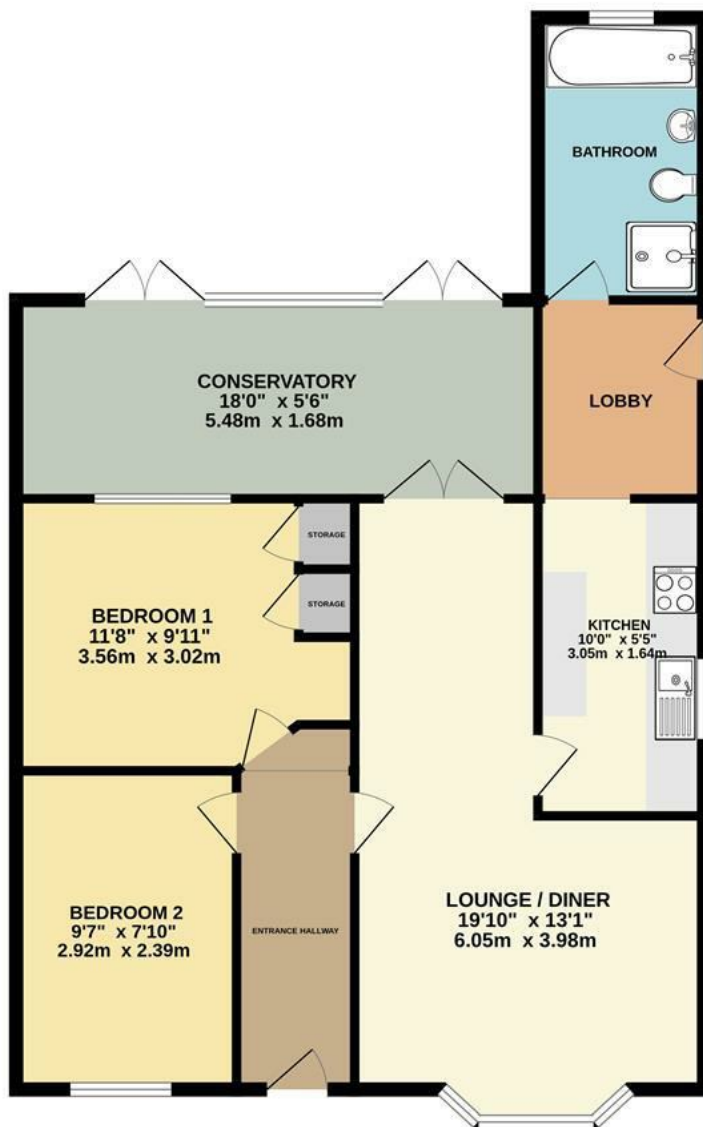 BATHROOM
CONSERVATORY
18'0" x 5'6"
5.48m x 1.68m
LOBBY
STORAGE
STORAGE
BEDROOM 1
11'8" x 9'11"
3.56m x 3.02m
KITCHEN
10'0" x 5'5"
3.05m x 1.64m
BEDROOM 2
9'7" x 7'10"
2.92m x 2.39m
ENTRANCE HALLWAY
LOUNGE / DINER
19'10" x 13'1"
6.05m x 3.98m